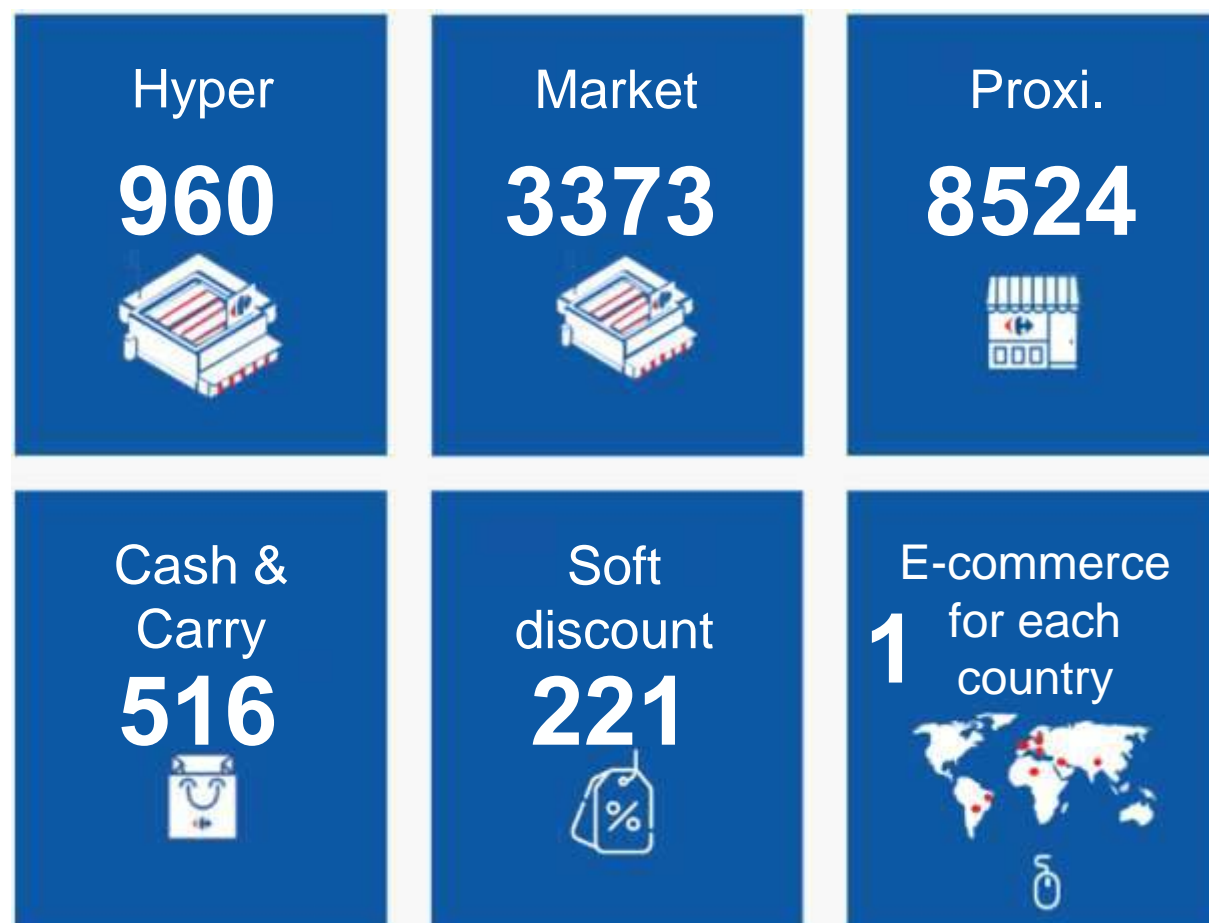 Hyper
960
Market
3373
Proxi.
8524
Cash &
Carry
516
Soft
discount
221
%
1
E-commerce
for each
country